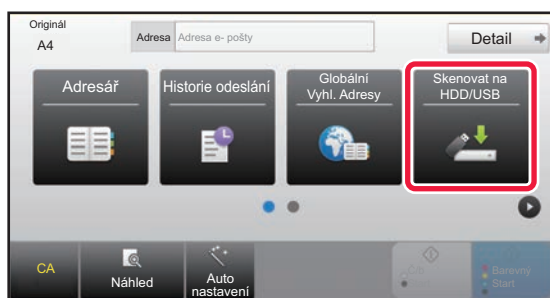 Originál
A4
Adresa Adresa e- pošty
Detail
Adresář
Historie odeslání
Globální
Vyhl. Adresy
Skenovat na
HDD/USB
CA
Náhled
Auto
nastavení
Barevný
Start